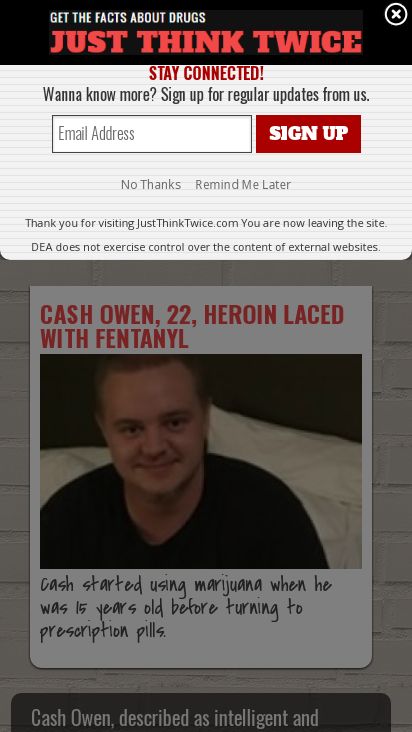 GET THE FACTS ABOUT DRUGS
JUST THINK TWICE
STAY CONNECTED!
Wanna know more? Sign up for regular updates from us.
Email Address
SIGN UP
No Thanks Remind Me Later
Thank you for visiting JustThinkTwice.com You are now leaving the site.
DEA does not exercise control over the content of external websites.
CASH OWEN, 22, HEROIN LACED
WITH FENTANYL
Cash started using marijuana when he
was 15 years old before turning to
prescription pills.
Cash Owen, described as intelligent and